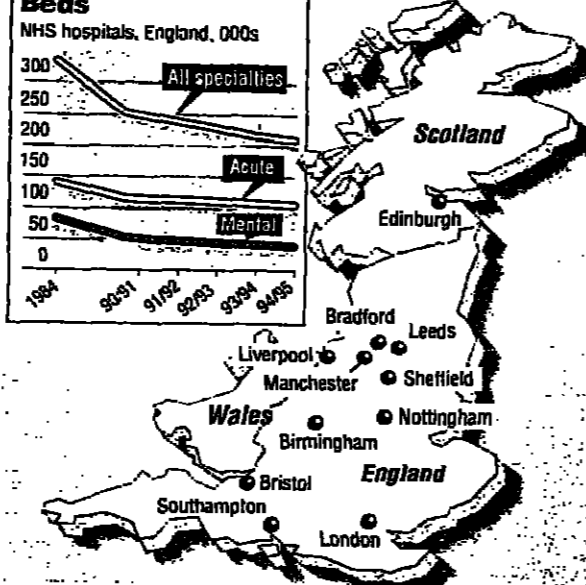 Beds
NHS hospitals, England, 000s
300
All specialties
250
200
150
Acute
100
Mental
50
0
1984
90/91
91/92
92/93
93/94
94/95
Scotland
Edinburgh
Bradford
Leeds
Liverpool
Manchester
Sheffield
Wales
Nottingham
Birmingham
England
Bristol
Southampton
London